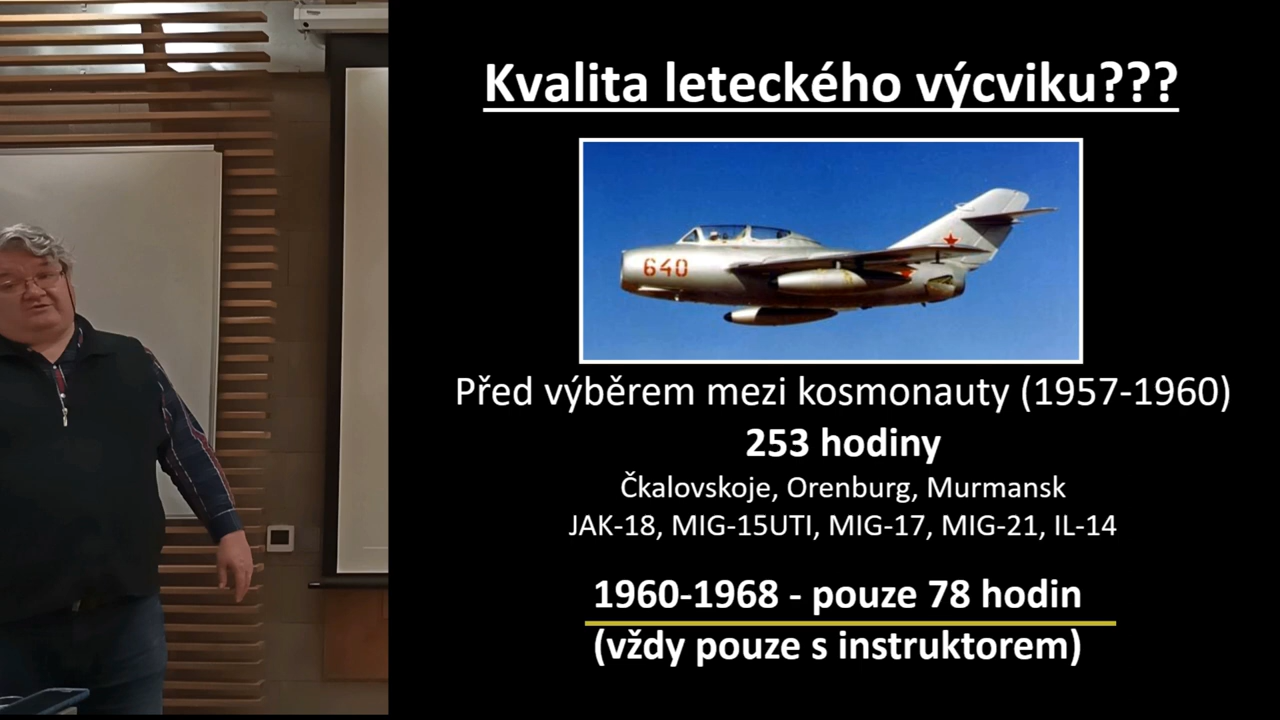 Kvalita leteckého výcviku???
640
Před výběrem mezi kosmonauty (1957-1960)
253 hodiny
Čkalovskoje, Orenburg, Murmansk
JAK-18, MIG-15UTI, MIG-17, MIG-21, IL-14
1960-1968 - pouze 78 hodin
(vždy pouze s instruktorem)